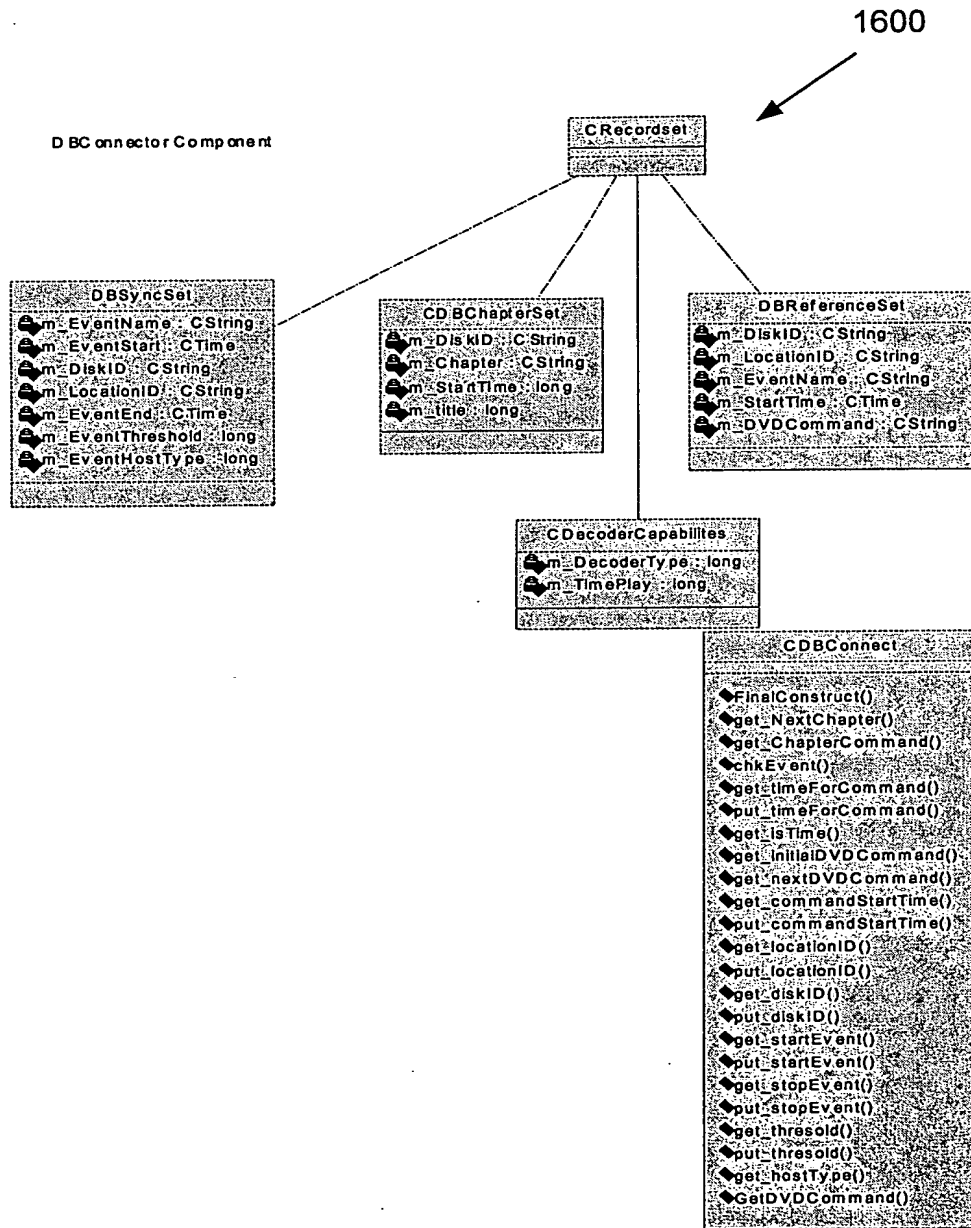 1600
DBConnector Component
CRecordset
DBSyncSet
m_EventName : CString
m_EventStart : CTime
m_DiskID : CString
m_LocationID : CString
m_EventEnd : CTime
m_EventThreshold : long
m_EventHostType : long
CDBChapterSet
m_DiskID : CString
m_Chapter : CString
m_StartTime : long
m_title : long
DBReferenceSet
m_DiskID : CString
m_LocationID : CString
m_EventName : CString
m_StartTime : CTime
m_DVDCommand : CString
CDecoderCapabilites
m_DecoderType : long
m_TimePlay : long
CDBConnect
FinalConstruct()
get_NextChapter()
get_ChapterCommand()
chkEvent()
get_timeForCommand()
put_timeForCommand()
get_isTime()
get_initialDVDCommand()
get_nextDVDCommand()
get_commandStartTime()
put_commandStartTime()
get_locationID()
put_locationID()
get_diskID()
put_diskID()
get_startEvent()
put_startEvent()
get_stopEvent()
put_stopEvent()
get_thresold()
put_thresold()
get_hostType()
GetDVDCommand()